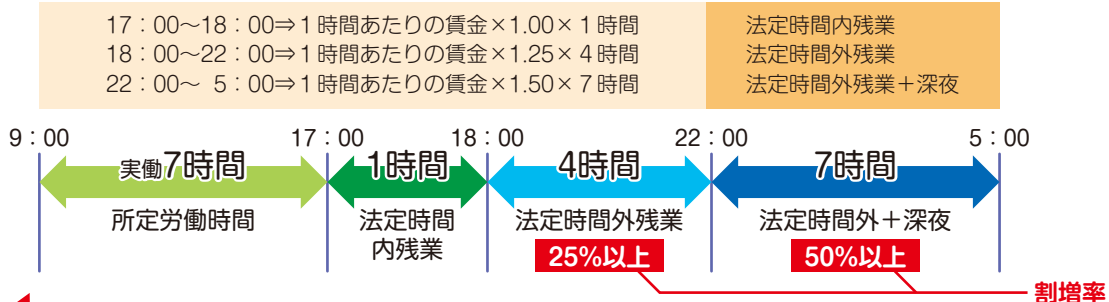 17：00～18：00⇒1時間あたりの賃金×1.00×1時間　法定時間内残業
18：00～22：00⇒1時間あたりの賃金×1.25×4時間　法定時間外残業
22：00～ 5：00⇒1時間あたりの賃金×1.50×7時間　法定時間外残業＋深夜
9：00　17：00　18：00　22：00　5：00
実働7時間　1時間　4時間　7時間
所定労働時間　法定時間　法定時間外残業　法定時間外＋深夜
内残業　25%以上　50%以上
割増率